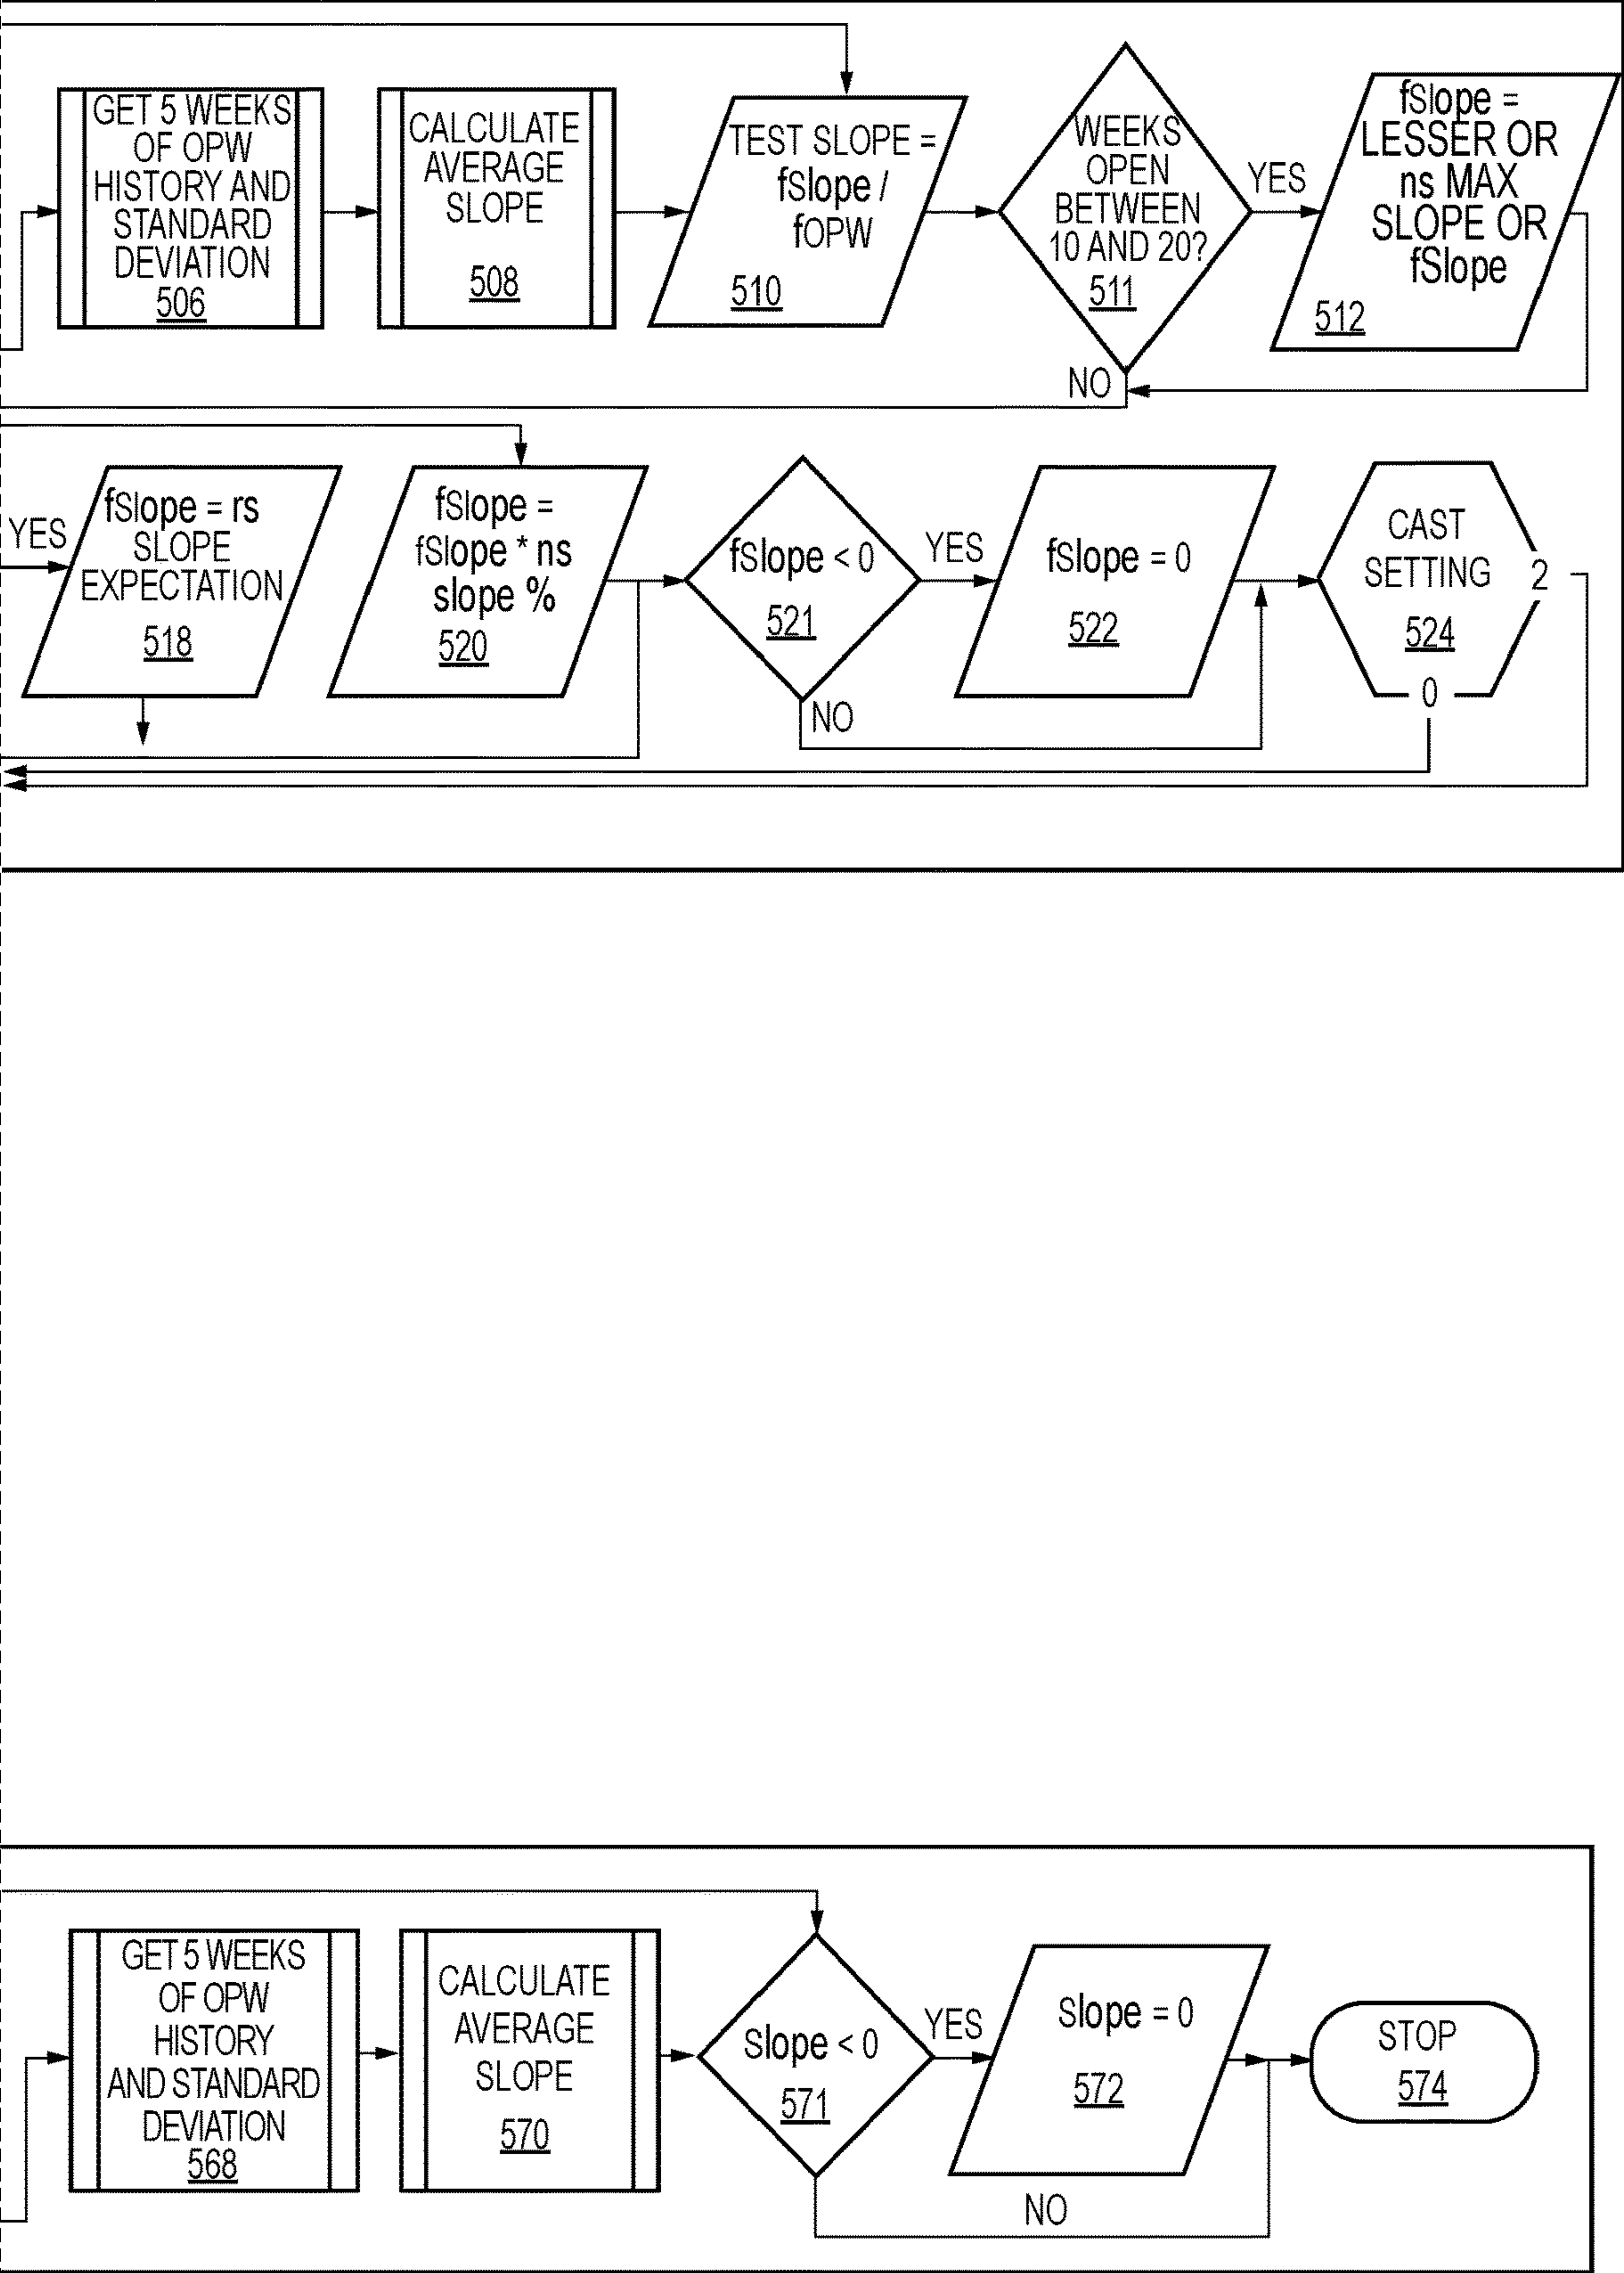 GET 5 WEEKS
OF OPW
HISTORY AND
STANDARD
DEVIATION
506
CALCULATE
AVERAGE
SLOPE
508
TEST SLOPE =
fSlope /
fOPW
510
WEEKS
OPEN
BETWEEN
10 AND 20?
511
YES
NO
fSlope =
LESSER OR
ns MAX
SLOPE OR
fSlope
512
YES
fSlope = rs
SLOPE
EXPECTATION
518
fSlope =
fSlope * ns
slope %
520
fSlope < 0
521
YES
NO
fSlope = 0
522
CAST
SETTING
524
2
0
GET 5 WEEKS
OF OPW
HISTORY
AND STANDARD
DEVIATION
568
CALCULATE
AVERAGE
SLOPE
570
Slope < 0
571
YES
NO
Slope = 0
572
STOP
574